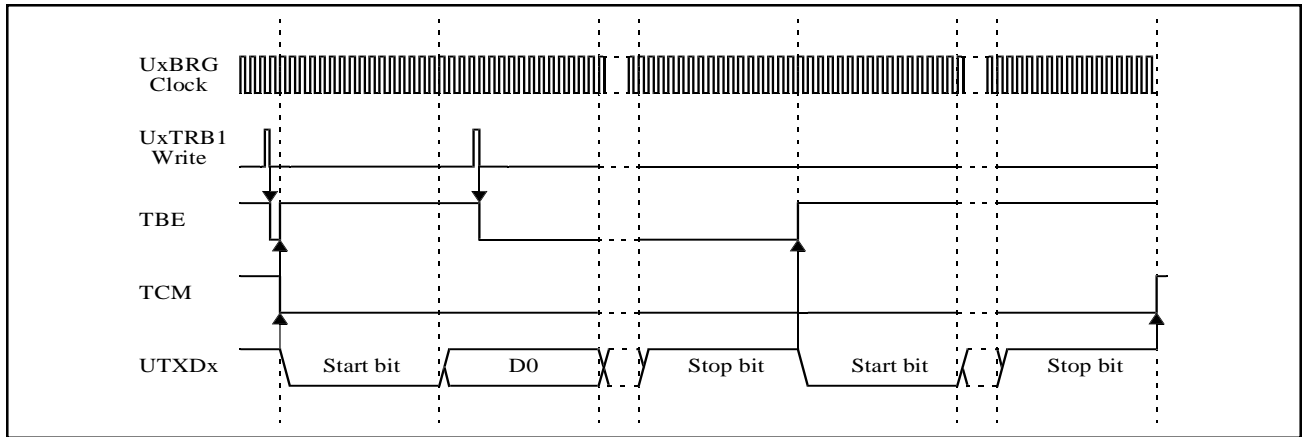 UxBRG
Clock
UxTRB1
Write
TBE
TCM
UTXDx
Start bit
D0
Stop bit
Start bit
Stop bit